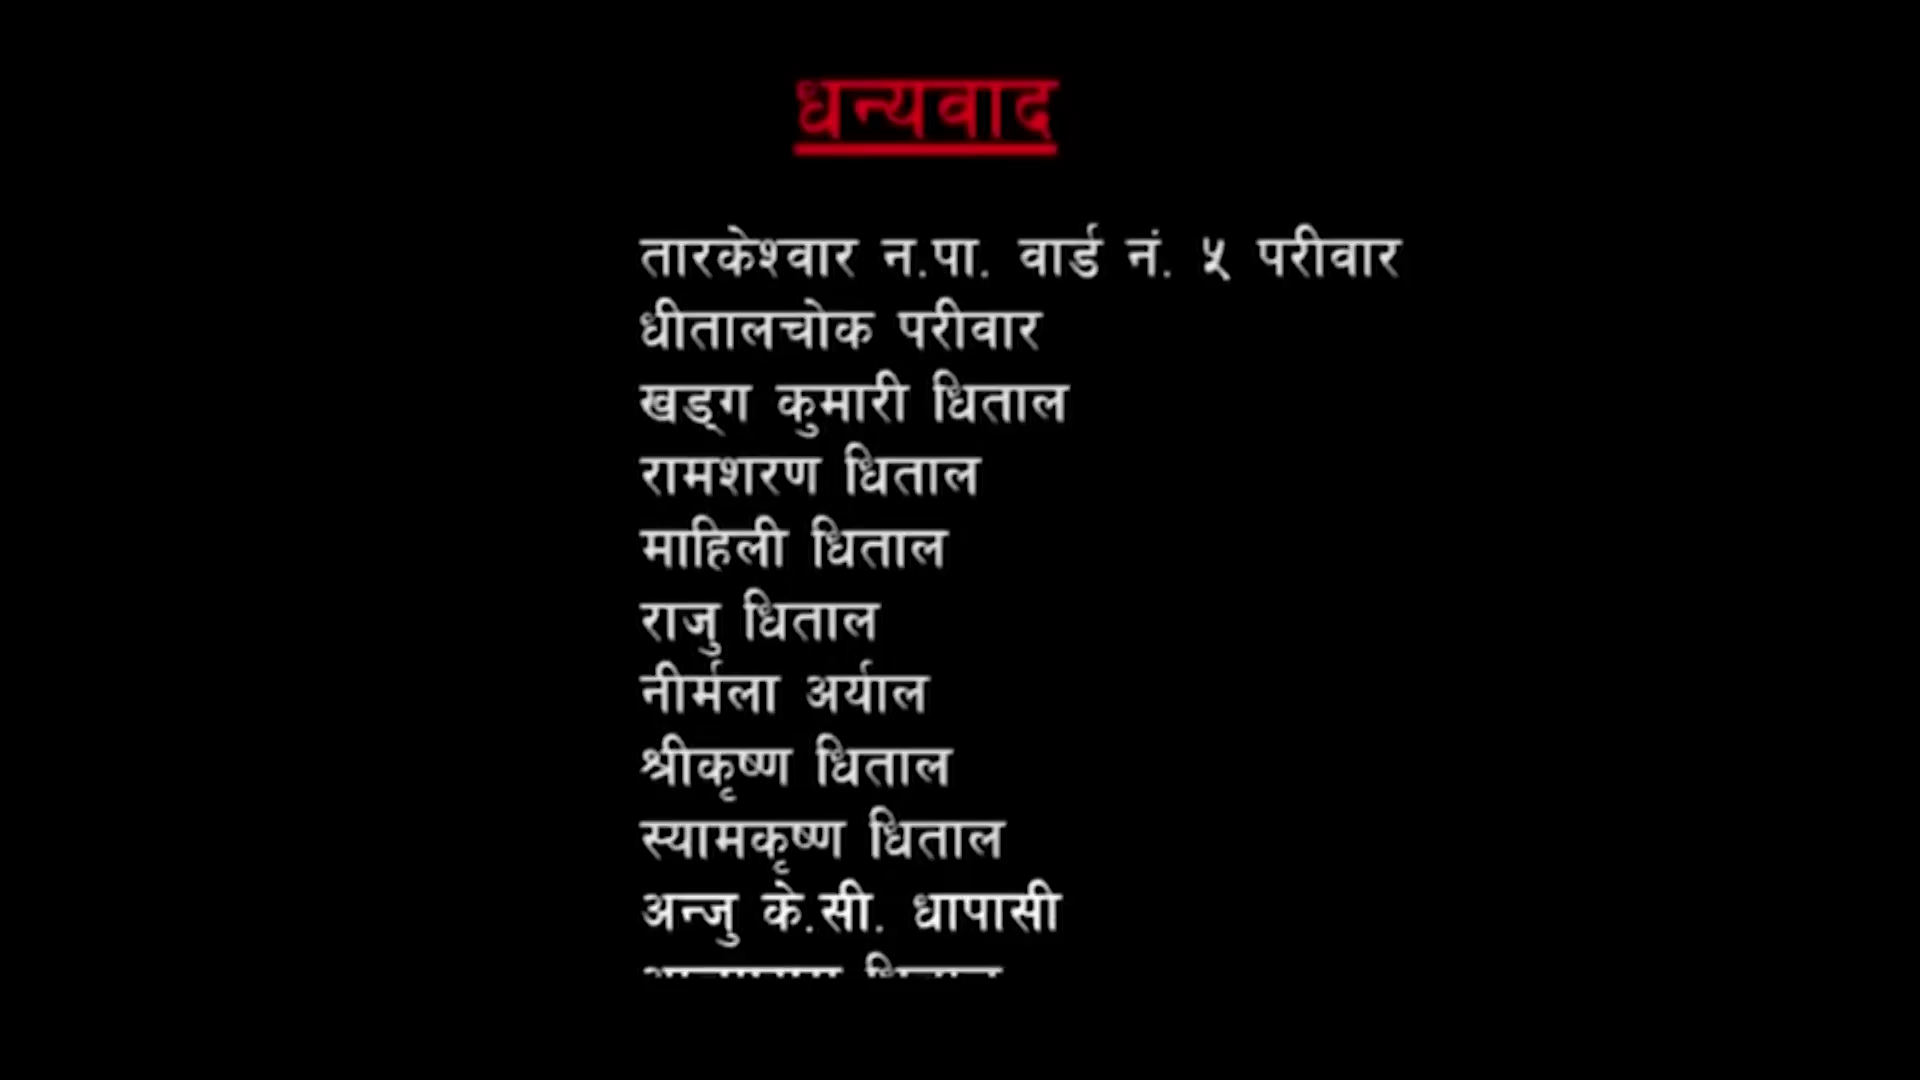 धन्यवाद
तारकेश्वार न.पा. वार्ड नं. ५ परीवार
धीतालचोक परीवार
खड्ग कुमारी धिताल
रामशरण धिताल
माहिली धिताल
राजु धिताल
नीर्मला अर्याल
श्रीकृष्ण धिताल
स्यामकृष्ण धिताल
अन्जु के.सी. धापासी